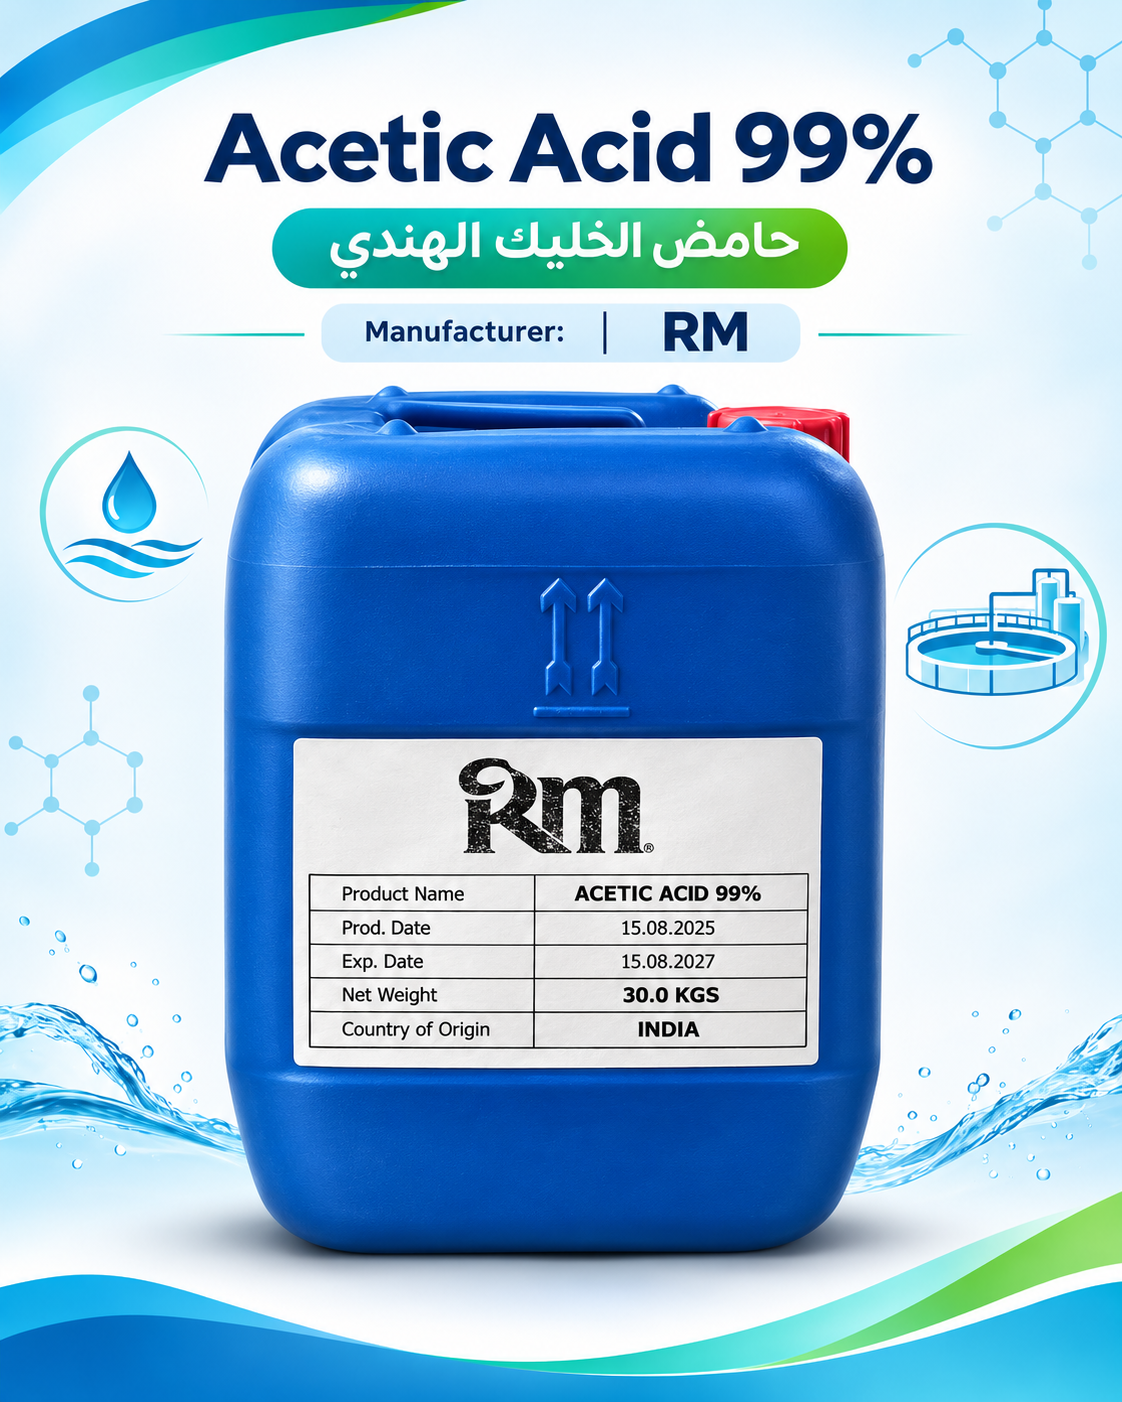 Acetic Acid 99%
حامض الخليك الهندي
Manufacturer: | RM
Rm®
Product Name ACETIC ACID 99%
Prod. Date 15.08.2025
Exp. Date 15.08.2027
Net Weight 30.0 KGS
Country of Origin INDIA